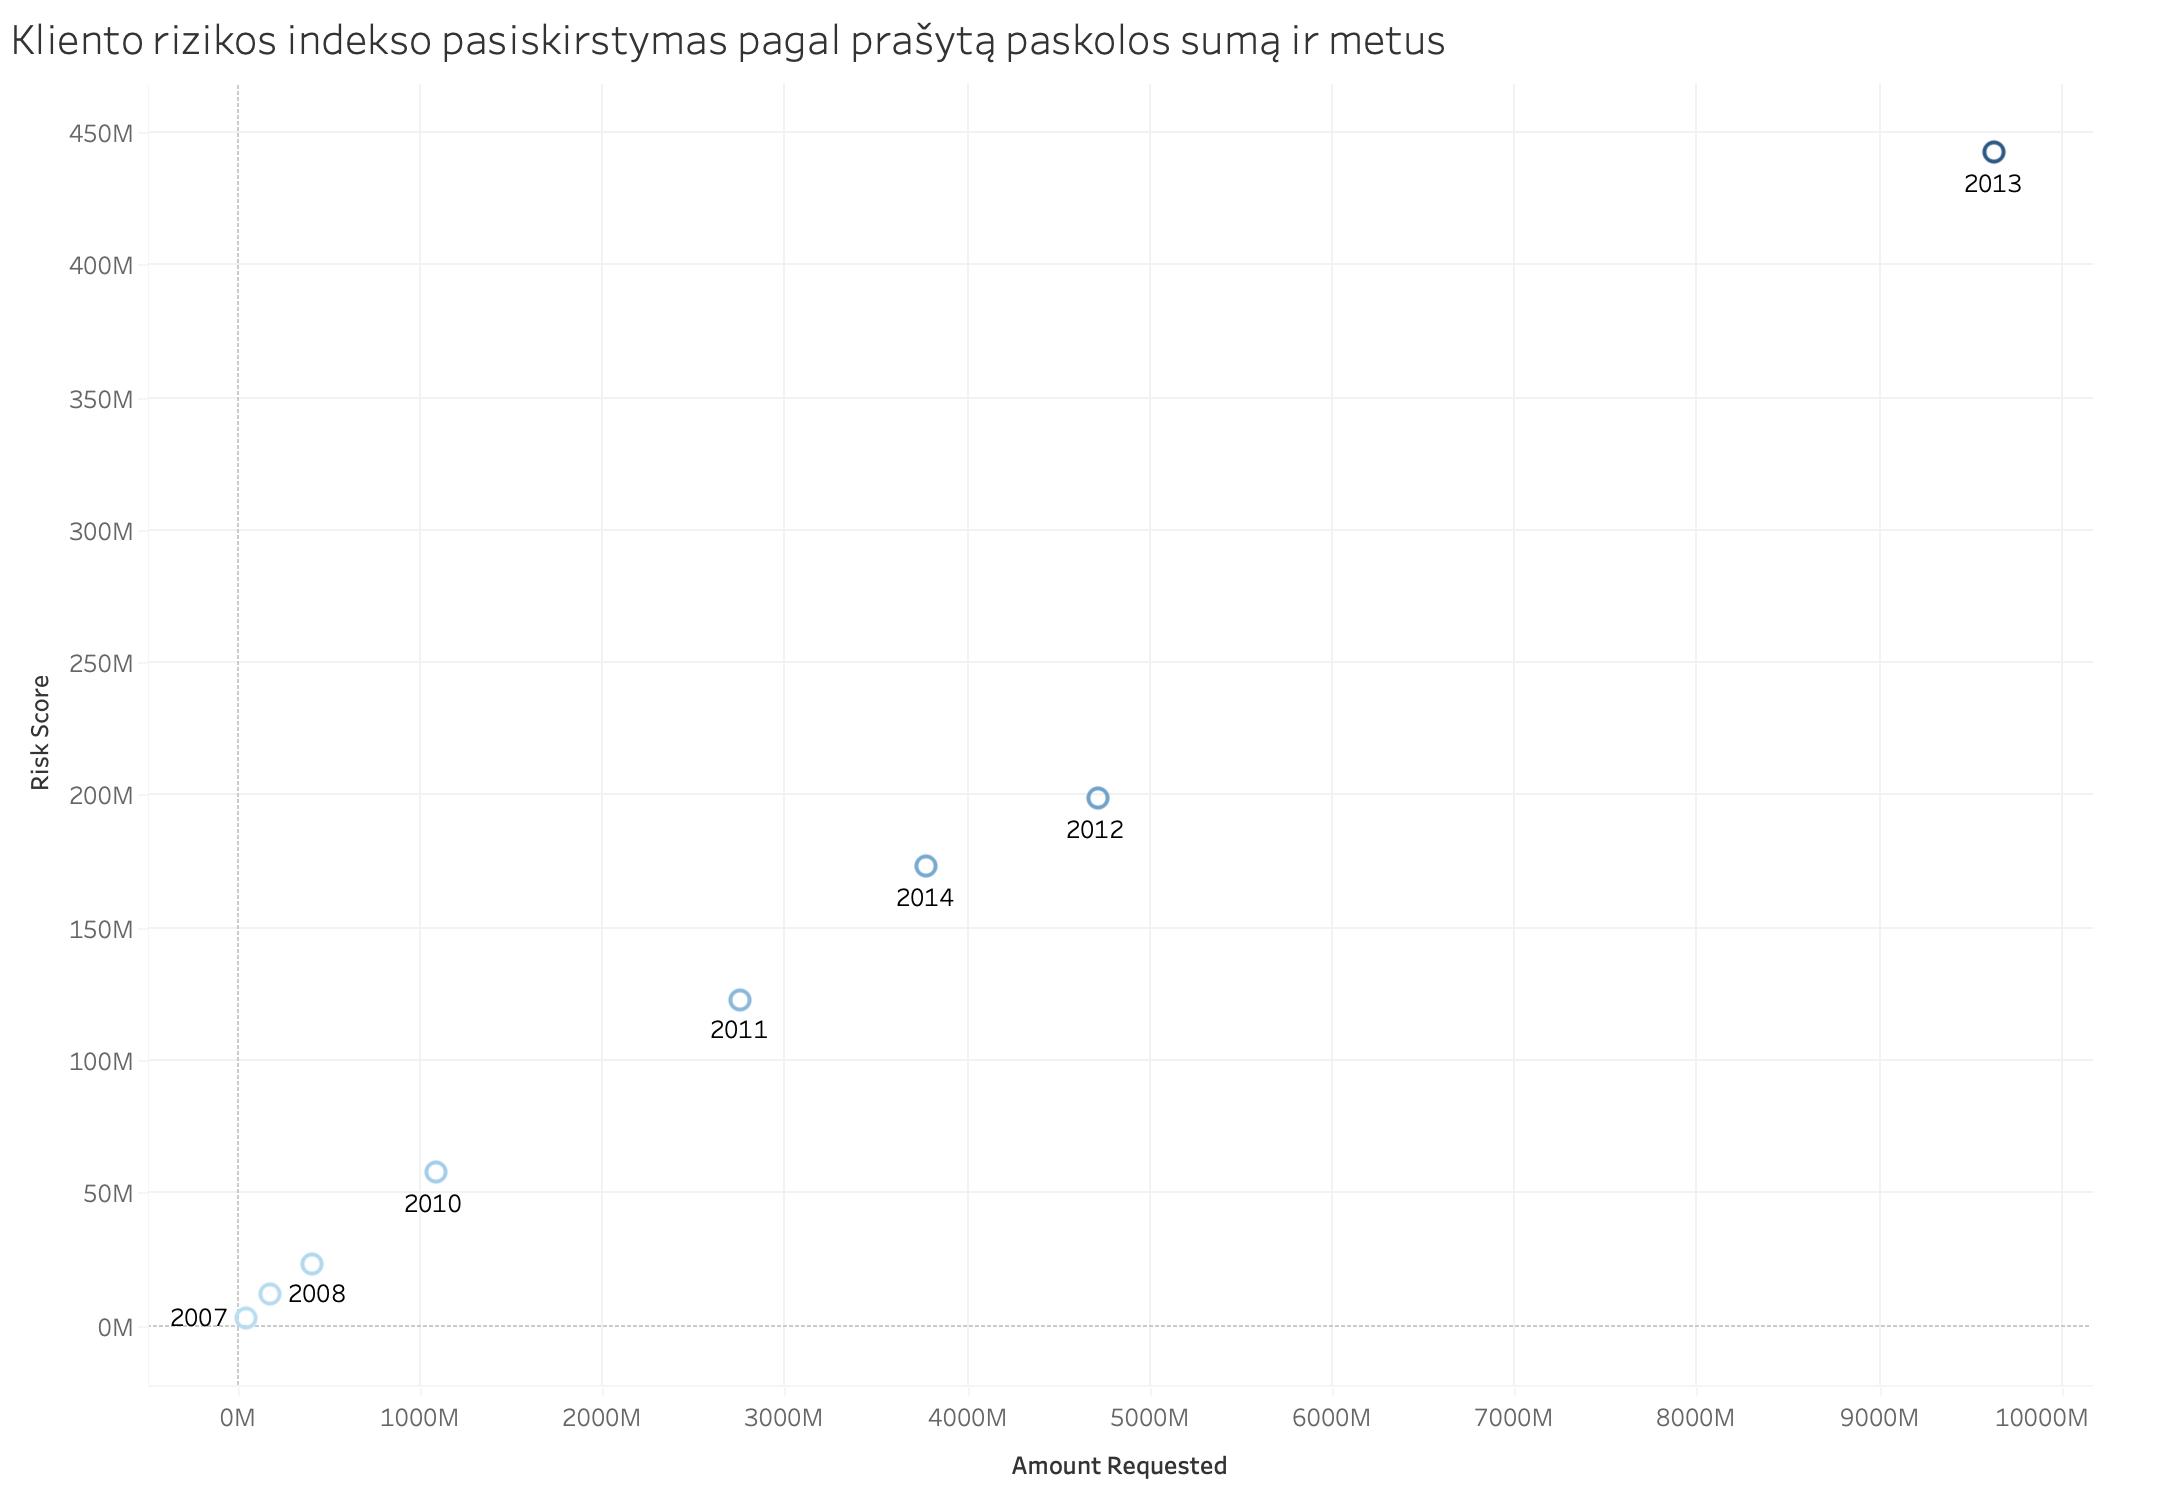 Kliento rizikos indekso pasiskirstymas pagal prašytą paskolos sumą ir metus
450M
400M
350M
300M
250M
200M
150M
100M
50M
0M
Risk Score
2013
2012
2014
2011
2010
2008
2007
0M 1000M 2000M 3000M 4000M 5000M 6000M 7000M 8000M 9000M 10000M
Amount Requested